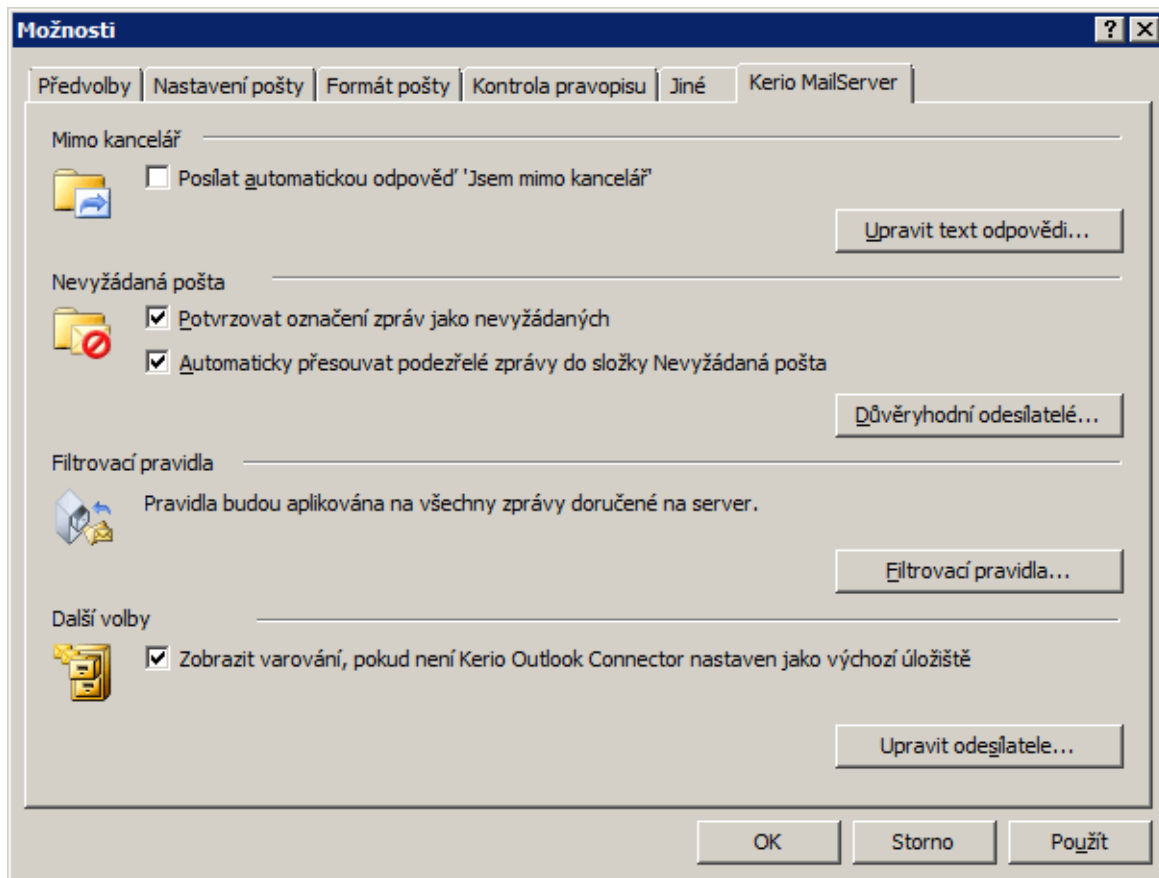 Možnosti
Předvolby Nastavení pošty Formát pošty Kontrola pravopisu Jiné Kerio MailServer
Mimo kancelář
Posílat automatickou odpověď 'Jsem mimo kancelář'
Upravit text odpovědi...
Nevyžádaná pošta
Potvrzovat označení zpráv jako nevyžádaných
Automaticky přesouvat podezřelé zprávy do složky Nevyžádaná pošta
Důvěryhodní odesílatelé...
Filtrovací pravidla
Pravidla budou aplikována na všechny zprávy doručené na server.
Filtrovací pravidla...
Další volby
Zobrazit varování, pokud není Kerio Outlook Connector nastaven jako výchozí úložiště
Upravit odesílatele...
OK Storno Použít